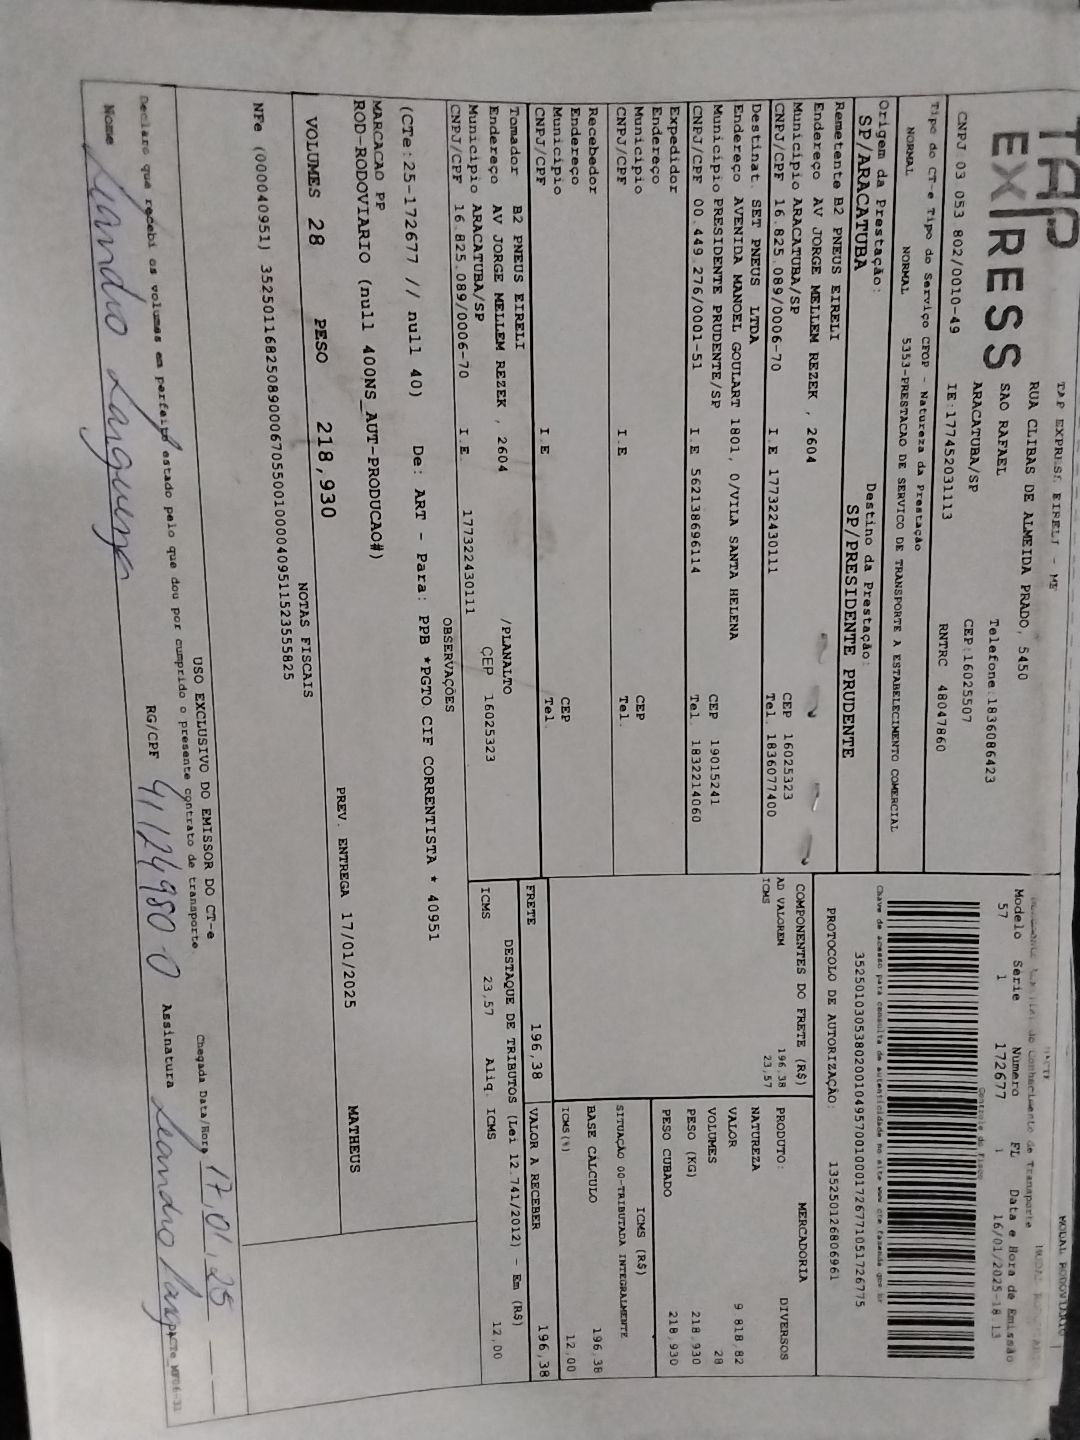 TAP
EXPRESS
TAP EXPRESS EIRELI - ME
RUA CLIBAS DE ALMEIDA PRADO, 5450
SAO RAFAEL
ARACATUBA/SP
Telefone:1836086423
CEP:16025507
CNPJ 03 053 802/0010-49 IE:177452031113 RNTRC 48047860
MODAL RODOVIARIO
Modelo Serie Numero FL Data e Hora de Emissão
57 1 172677 1 16/01/2025-18 13
Controle do Fisco
Tipo do CT-e Tipo do Serviço CFOP - Natureza da Prestação
NORMAL NORMAL 5353-PRESTACAO DE SERVICO DE TRANSPORTE A ESTABELECIMENTO COMERCIAL
Origem da Prestação: Destino da Prestação:
SP/ARACATUBA SP/PRESIDENTE PRUDENTE
Chave de acesso para consulta de autenticidade no site www cte fazenda gov br
PROTOCOLO DE AUTORIZAÇÃO: 135250126806961
Remetente B2 PNEUS EIRELI
Endereço AV JORGE MELLEM REZEK , 2604
Municipio ARACATUBA/SP CEP 16025323
CNPJ/CPF 16.825.089/0006-70 I.E 177322430111 Tel. 1836077400
Destinat. SET PNEUS LTDA
Endereço AVENIDA MANOEL GOULART 1801, 0/VILA SANTA HELENA
Municipio PRESIDENTE PRUDENTE/SP CEP 19015241
CNPJ/CPF 00.449.276/0001-51 I.E 562138696114 Tel. 1832214060
Expedidor
Endereço
Municipio CEP
CNPJ/CPF I.E Tel.
Recebedor
Endereço
Municipio CEP
CNPJ/CPF I.E Tel
Tomador B2 PNEUS EIRELI
Endereço AV JORGE MELLEM REZEK , 2604 /PLANALTO
Municipio ARACATUBA/SP CEP 16025323
CNPJ/CPF 16.825.089/0006-70 I.E. 177322430111
COMPONENTES DO FRETE (R$)
AD VALOREM 196,38
ICMS 23,57
MERCADORIA
PRODUTO: DIVERSOS
NATUREZA
VALOR 9 818,82
VOLUMES 28
PESO (KG) 218,930
PESO CUBADO 218,930
ICMS (R$)
SITUAÇÃO 00-TRIBUTADA INTEGRALMENTE
BASE CALCULO 196,38
ICMS(%) 12,00
FRETE 196,38 VALOR A RECEBER 196,38
DESTAQUE DE TRIBUTOS (Lei 12.741/2012) - Em (R$)
ICMS 23,57 Aliq. ICMS 12,00
OBSERVAÇÕES
(CTe:25-172677 // null 40) De: ART - Para: PPB *PGTO CIF CORRENTISTA * 40951
MARCACAO PP
ROD-RODOVIARIO (null 400NS_AUT-PRODUCAO#)
VOLUMES 28 PESO 218,930 PREV. ENTREGA 17/01/2025 MATHEUS
NOTAS FISCAIS
NFe (000040951) 35250116825089000670550010000409511523555825
USO EXCLUSIVO DO EMISSOR DO CT-e
Declaro que recebi os volumes em perfeito estado pelo que dou por cumprido o presente contrato de transporte. Chegada Data/Hora 17,01,25
Nome Leandro RG/CPF 41124980-0 Assinatura Leandro